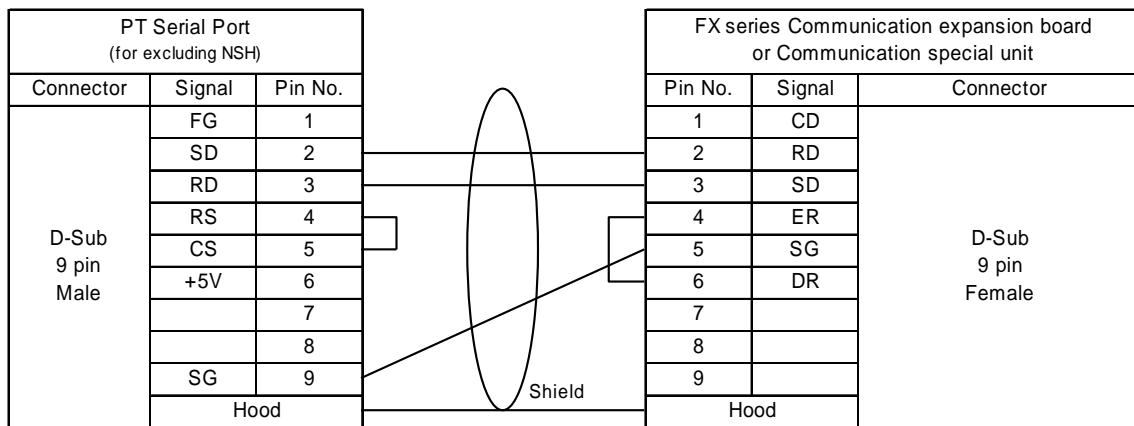 PT Serial Port
(for excluding NSH)
FX series Communication expansion board
or Communication special unit
Connector Signal Pin No. Pin No. Signal Connector
FG 1 1 CD
SD 2 2 RD
RD 3 3 SD
RS 4 4 ER
D-Sub
9 pin
Male
CS 5 5 SG
D-Sub
9 pin
Female
+5V 6 6 DR
7 7
8 8
SG 9 9
Shield
Hood Hood